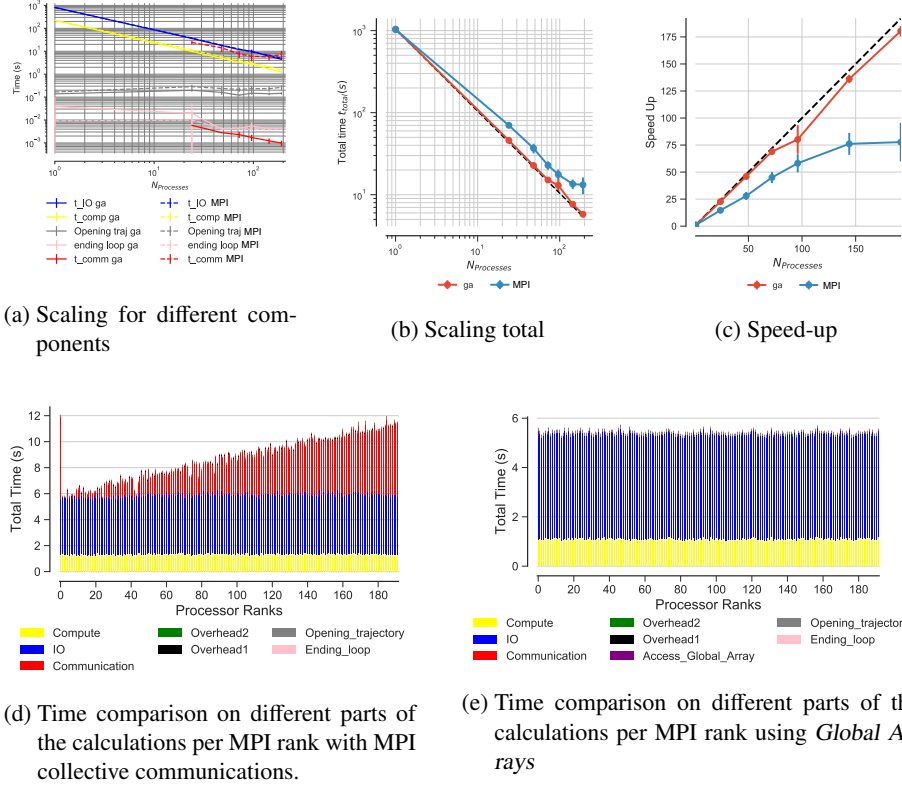 10³
10²
10¹
10⁰
10⁻¹
10⁻²
10⁻³
Time (s)
10⁰
10¹
10²
N_Processes
t_IO ga
t_IO MPI
t_comp ga
t_comp MPI
Opening traj ga
Opening traj MPI
ending loop ga
ending loop MPI
t_comm ga
t_comm MPI
(a) Scaling for different com-
ponents
10³
10²
10¹
Total time t_total(s)
10⁰
10¹
10²
N_Processes
ga
MPI
(b) Scaling total
175
150
125
100
75
50
25
0
Speed Up
50
100
150
N_Processes
ga
MPI
(c) Speed-up
12
10
8
6
4
2
0
Total Time (s)
0 20 40 60 80 100 120 140 160 180
Processor Ranks
Compute
Overhead2
Opening_trajectory
IO
Overhead1
Ending_loop
Communication
(d) Time comparison on different parts of
the calculations per MPI rank with MPI
collective communications.
6
4
2
0
Total Time (s)
0 20 40 60 80 100 120 140 160 180
Processor Ranks
Compute
Overhead2
Opening_trajector
IO
Overhead1
Ending_loop
Communication
Access_Global_Array
(e) Time comparison on different parts of th
calculations per MPI rank using Global A
rays